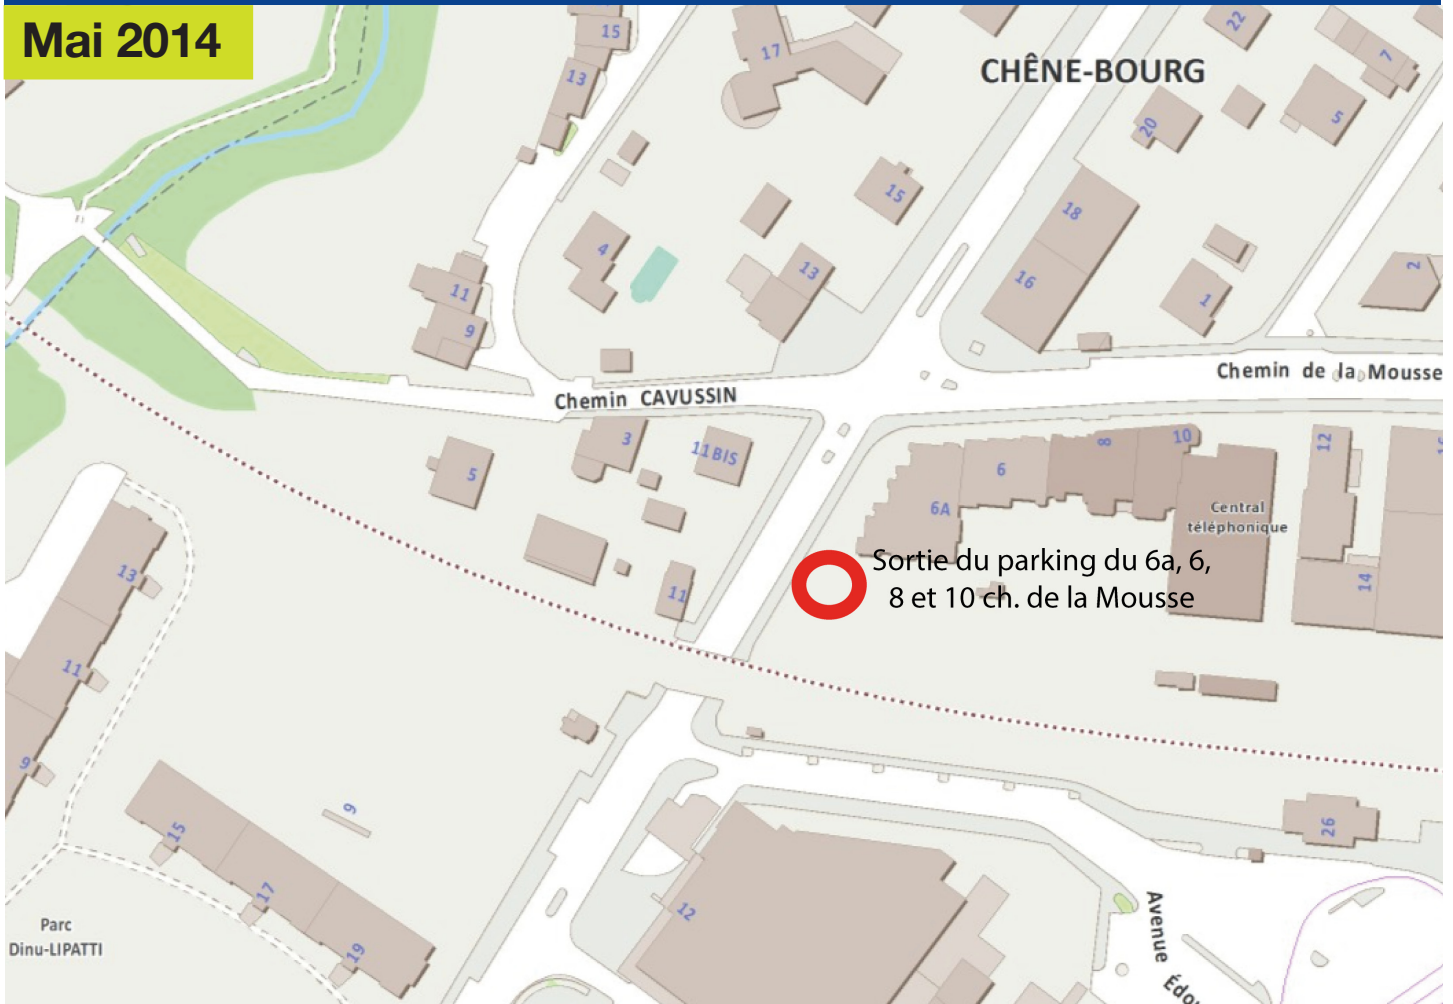 Mai 2014
15
13
17
22
7
CHÊNE-BOURG
5
20
15
18
4
13
16
2
11
1
9
Chemin de la Mousse
Chemin CAVUSSIN
3
11BIS
5
6
8
10
12
6A
Central
téléphonique
Sortie du parking du 6a, 6,
8 et 10 ch. de la Mousse
13
11
14
11
9
9
15
26
17
12
19
Parc
Dinu-LIPATTI
Avenue
Édou